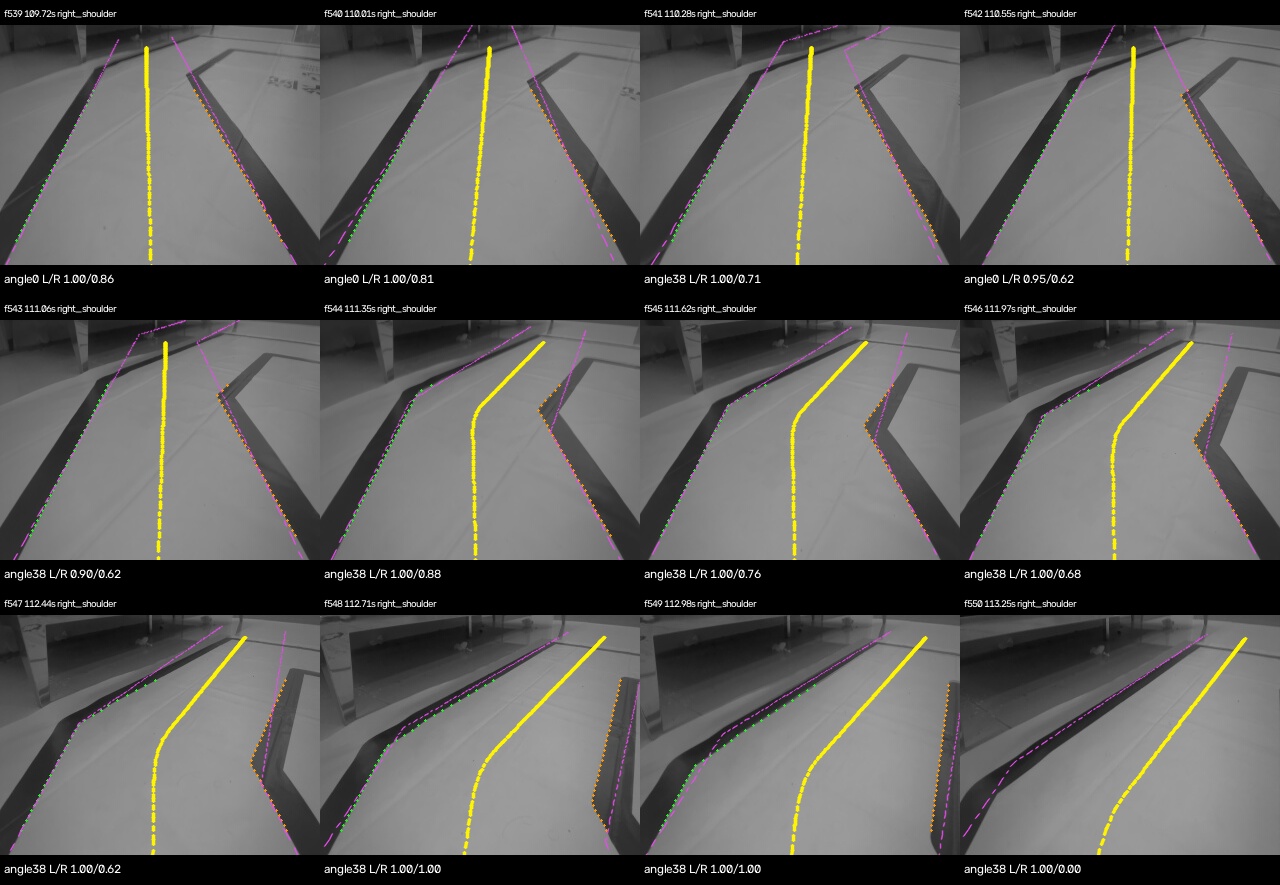 f539 109.72s right_shoulder
f540 110.01s right_shoulder
f541 110.28s right_shoulder
f542 110.55s right_shoulder
angle0 L/R 1.00/0.86
angle0 L/R 1.00/0.81
angle38 L/R 1.00/0.71
angle0 L/R 0.95/0.62
f543 111.06s right_shoulder
f544 111.35s right_shoulder
f545 111.62s right_shoulder
f546 111.97s right_shoulder
angle38 L/R 0.90/0.62
angle38 L/R 1.00/0.88
angle38 L/R 1.00/0.76
angle38 L/R 1.00/0.68
f547 112.44s right_shoulder
f548 112.71s right_shoulder
f549 112.98s right_shoulder
f550 113.25s right_shoulder
angle38 L/R 1.00/0.62
angle38 L/R 1.00/1.00
angle38 L/R 1.00/1.00
angle38 L/R 1.00/0.00